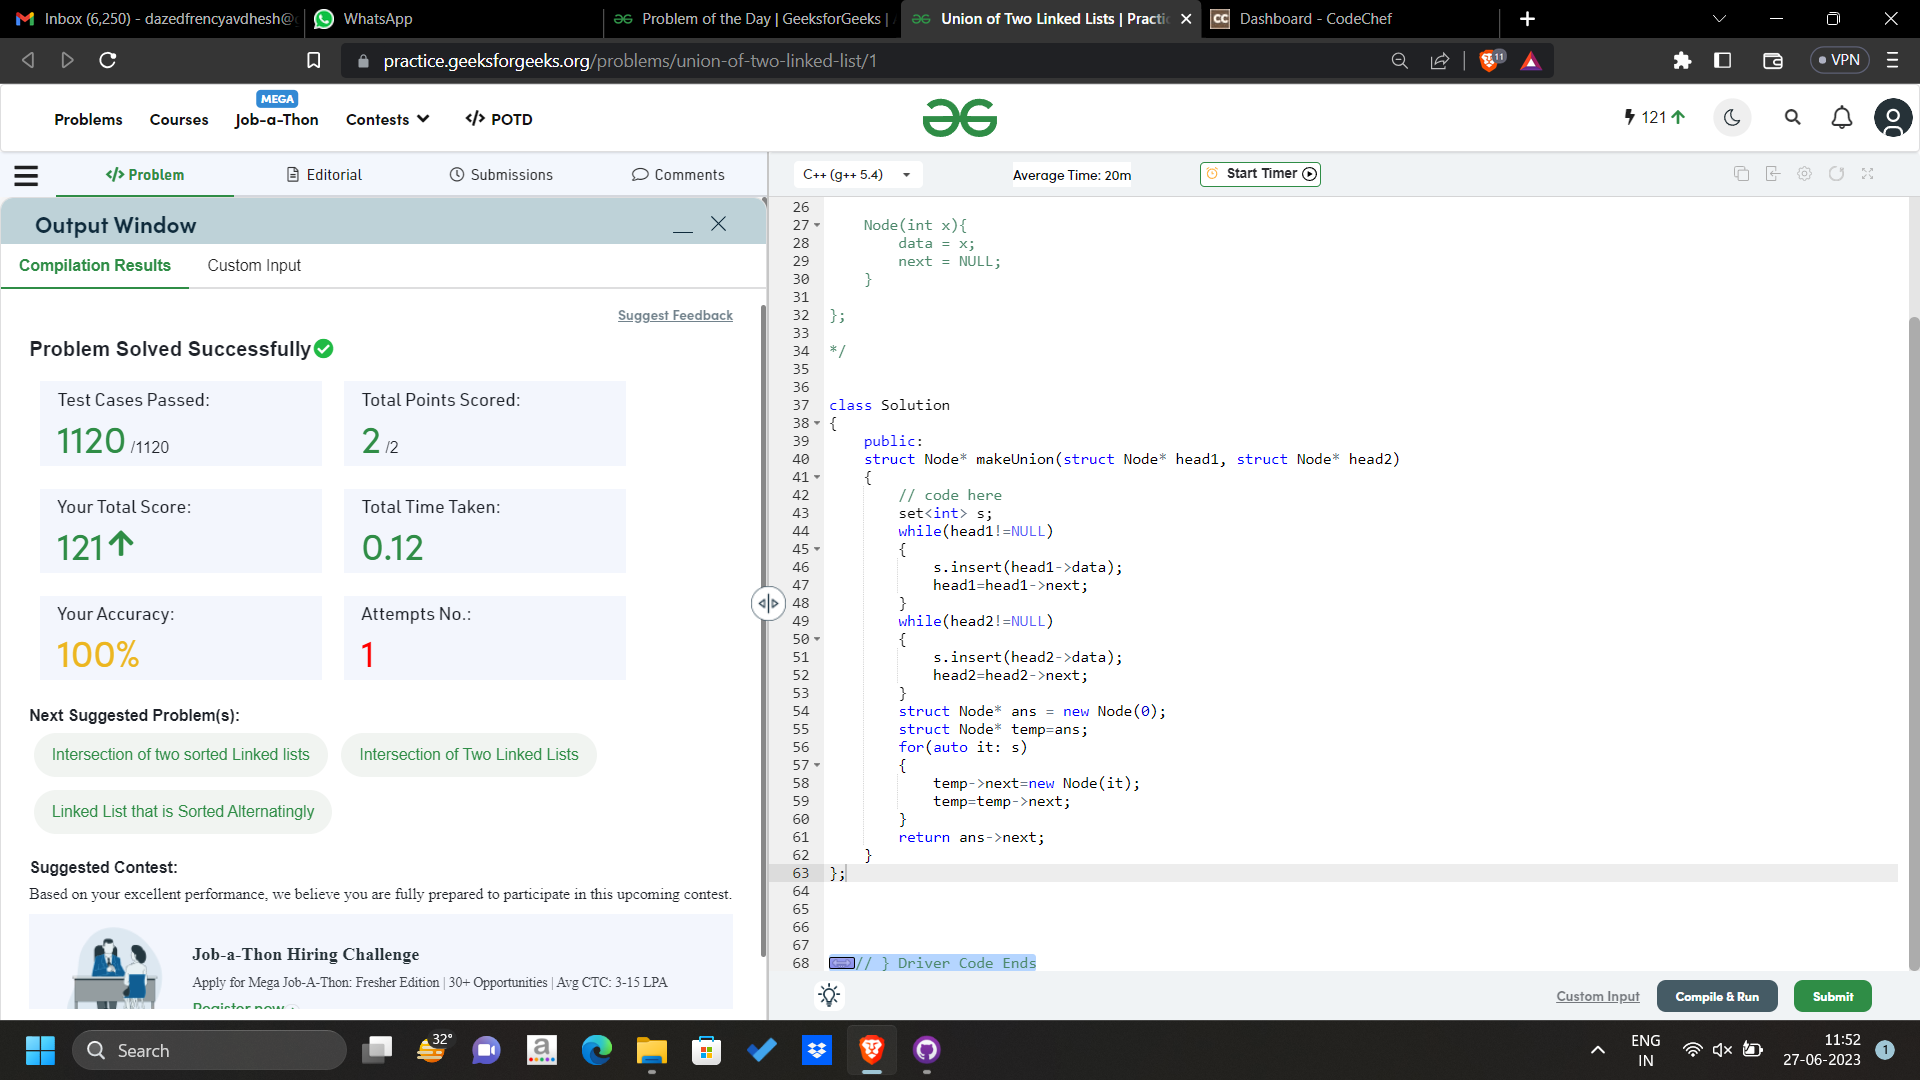 Inbox (6,250) - dazedfrencyavdhesh@
WhatsApp
Problem of the Day | GeeksforGeeks |
Union of Two Linked Lists | Practi
CC Dashboard - CodeChef
practice.geeksforgeeks.org/problems/union-of-two-linked-list/1
11
VPN
MEGA
Problems Courses Job-a-Thon Contests </> POTD
121
</> Problem Editorial Submissions Comments
C++ (g++ 5.4) Average Time: 20m Start Timer
Output Window
Compilation Results Custom Input
Suggest Feedback
Problem Solved Successfully
Test Cases Passed:
1120 /1120
Total Points Scored:
2 /2
Your Total Score:
121
Total Time Taken:
0.12
Your Accuracy:
100%
Attempts No.:
1
Next Suggested Problem(s):
Intersection of two sorted Linked lists
Intersection of Two Linked Lists
Linked List that is Sorted Alternatingly
Suggested Contest:
Based on your excellent performance, we believe you are fully prepared to participate in this upcoming contest.
Job-a-Thon Hiring Challenge
Apply for Mega Job-A-Thon: Fresher Edition | 30+ Opportunities | Avg CTC: 3-15 LPA
Register now
26
27 Node(int x){
28 data = x;
29 next = NULL;
30 }
31
32 };
33
34 */
35
36
37 class Solution
38 {
39 public:
40 struct Node* makeUnion(struct Node* head1, struct Node* head2)
41 {
42 // code here
43 set<int> s;
44 while(head1!=NULL)
45 {
46 s.insert(head1->data);
47 head1=head1->next;
48 }
49 while(head2!=NULL)
50 {
51 s.insert(head2->data);
52 head2=head2->next;
53 }
54 struct Node* ans = new Node(0);
55 struct Node* temp=ans;
56 for(auto it: s)
57 {
58 temp->next=new Node(it);
59 temp=temp->next;
60 }
61 return ans->next;
62 }
63 };
64
65
66
67
68 // } Driver Code Ends
Custom Input Compile & Run Submit
Search
32°
ENG
IN
11:52
27-06-2023
1